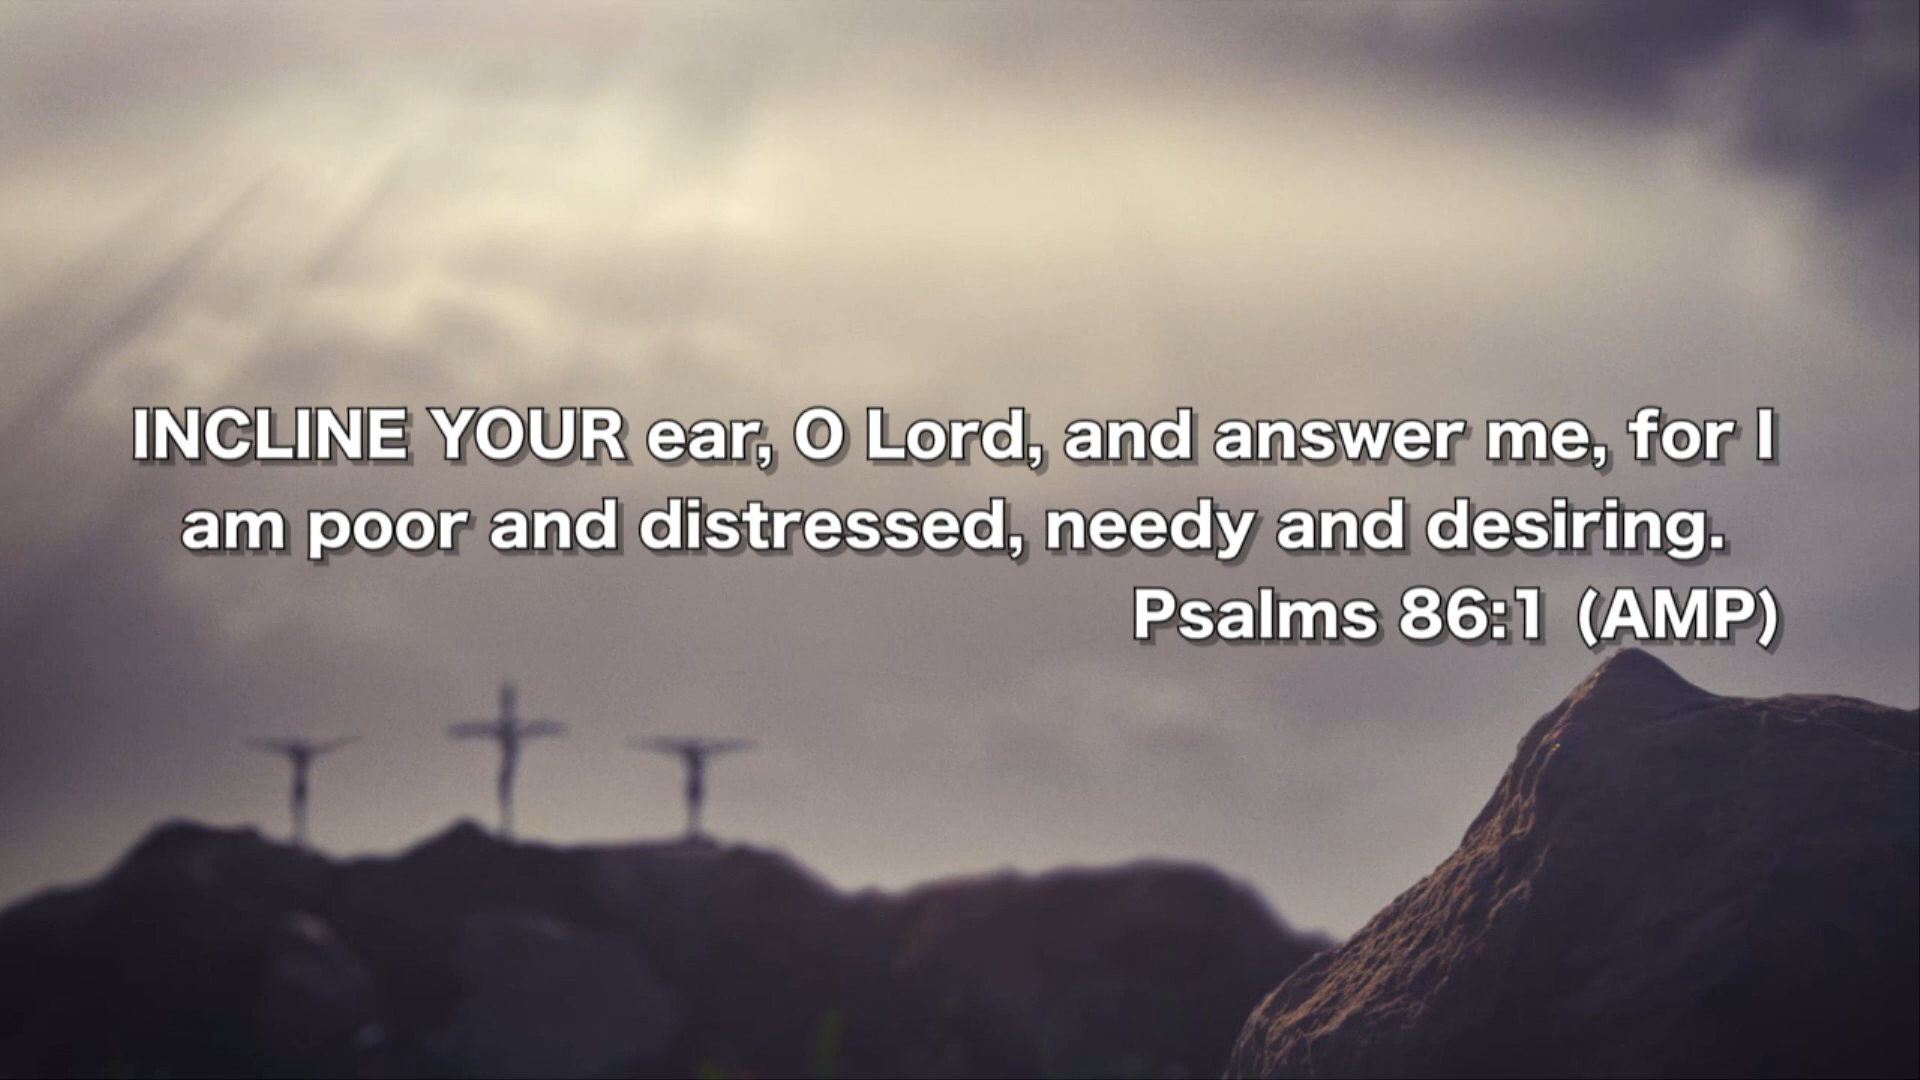 INCLINE YOUR ear, O Lord, and answer me, for I
am poor and distressed, needy and desiring.
Psalms 86:1 (AMP)